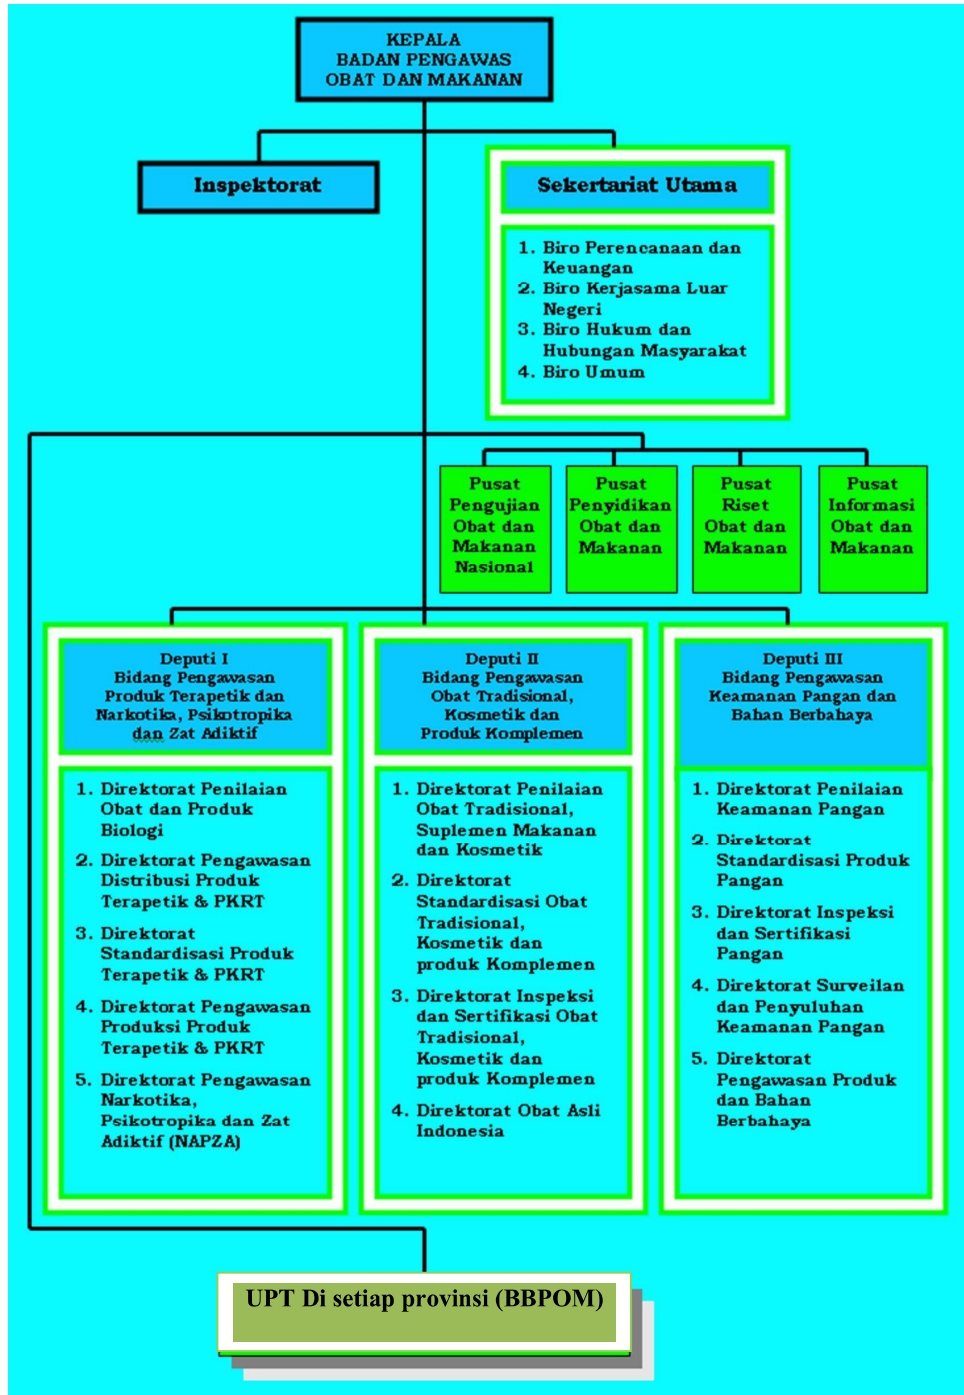 KEPALA
BADAN PENGAWAS
OBAT DAN MAKANAN
Inspektorat
Sekertariat Utama
1. Biro Perencanaan dan
Keuangan
2. Biro Kerjasama Luar
Negeri
3. Biro Hukum dan
Hubungan Masyarakat
4. Biro Umum
Pusat
Pengujian
Obat dan
Makanan
Nasional
Pusat
Penyidikan
Obat dan
Makanan
Pusat
Riset
Obat dan
Makanan
Pusat
Informasi
Obat dan
Makanan
Deputi I
Bidang Pengawasan
Produk Terapetik dan
Narkotika, Psikotropika
dan Zat Adiktif
1. Direktorat Penilaian
Obat dan Produk
Biologi
2. Direktorat Pengawasan
Distribusi Produk
Terapetik & PKRT
3. Direktorat
Standardisasi Produk
Terapetik & PKRT
4. Direktorat Pengawasan
Produksi Produk
Terapetik & PKRT
5. Direktorat Pengawasan
Narkotika,
Psikotropika dan Zat
Adiktif (NAPZA)
Deputi II
Bidang Pengawasan
Obat Tradisional,
Kosmetik dan
Produk Komplemen
1. Direktorat Penilaian
Obat Tradisional,
Suplemen Makanan
dan Kosmetik
2. Direktorat
Standardisasi Obat
Tradisional,
Kosmetik dan
produk Komplemen
3. Direktorat Inspeksi
dan Sertifikasi Obat
Tradisional,
Kosmetik dan
produk Komplemen
4. Direktorat Obat Asli
Indonesia
Deputi III
Bidang Pengawasan
Keamanan Pangan dan
Bahan Berbahaya
1. Direktorat Penilaian
Keamanan Pangan
2. Direktorat
Standardisasi Produk
Pangan
3. Direktorat Inspeksi
dan Sertifikasi
Pangan
4. Direktorat Surveilan
dan Penyuluhan
Keamanan Pangan
5. Direktorat
Pengawasan Produk
dan Bahan
Berbahaya
UPT Di setiap provinsi (BBPOM)